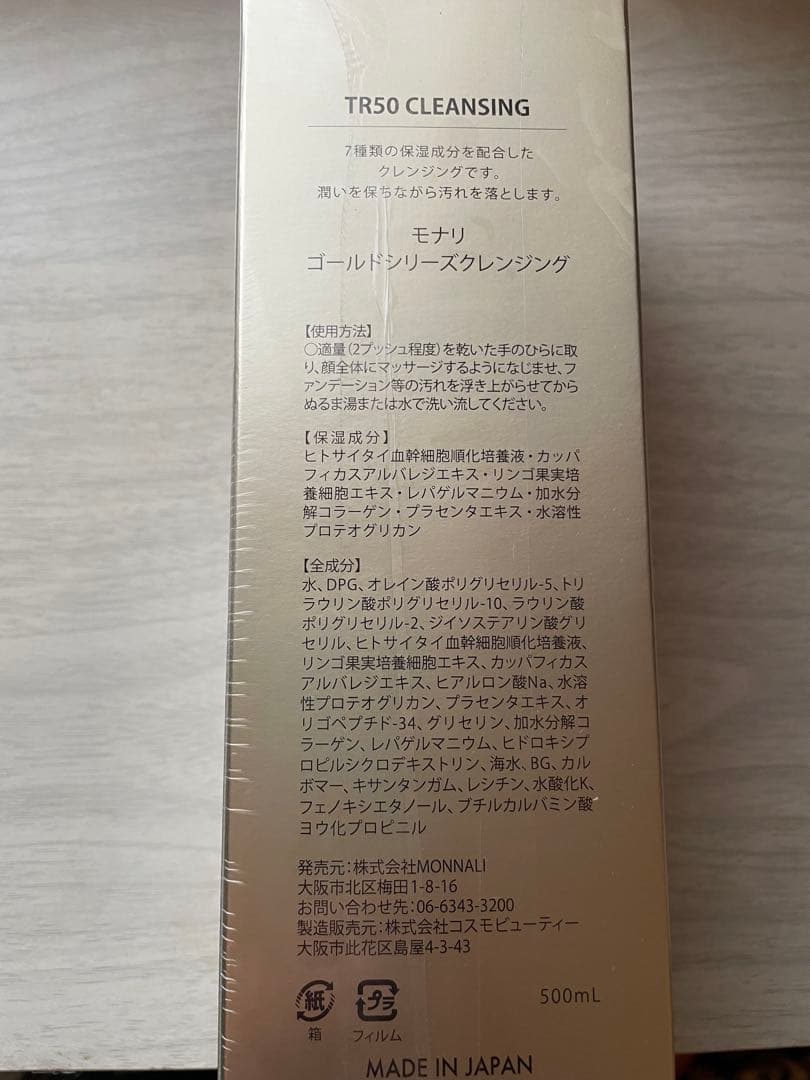 TR50 CLEANSING
7種類の保湿成分を配合した
クレンジングです。
潤いを保ちながら汚れを落とします。
モナリ
ゴールドシリーズクレンジング
【使用方法】
○適量(2プッシュ程度)を乾いた手のひらに取
り、顔全体にマッサージするようになじませ、フ
ァンデーション等の汚れを浮き上がらせてから
ぬるま湯または水で洗い流してください。
【保湿成分】
ヒトサイタイ血幹細胞順化培養液・カッパ
フィカスアルバレジエキス・リンゴ果実培
養細胞エキス・レパゲルマニウム・加水分
解コラーゲン・プラセンタエキス・水溶性
プロテオグリカン
【全成分】
水、DPG、オレイン酸ポリグリセリル-5、トリ
ラウリン酸ポリグリセリル-10、ラウリン酸
ポリグリセリル-2、ジイソステアリン酸グリ
セリル、ヒトサイタイ血幹細胞順化培養液、
リンゴ果実培養細胞エキス、カッパフィカス
アルバレジエキス、ヒアルロン酸Na、水溶
性プロテオグリカン、プラセンタエキス、オ
リゴペプチド-34、グリセリン、加水分解コ
ラーゲン、レパゲルマニウム、ヒドロキシプ
ロピルシクロデキストリン、海水、BG、カル
ボマー、キサンタンガム、レシチン、水酸化K、
フェノキシエタノール、ブチルカルバミン酸
ヨウ化プロピニル
発売元:株式会社MONNALI
大阪市北区梅田1-8-16
お問い合わせ先:06-6343-3200
製造販売元:株式会社コスモビューティー
大阪市此花区島屋4-3-43
紙 プラ
箱 フィルム
500mL
MADE IN JAPAN